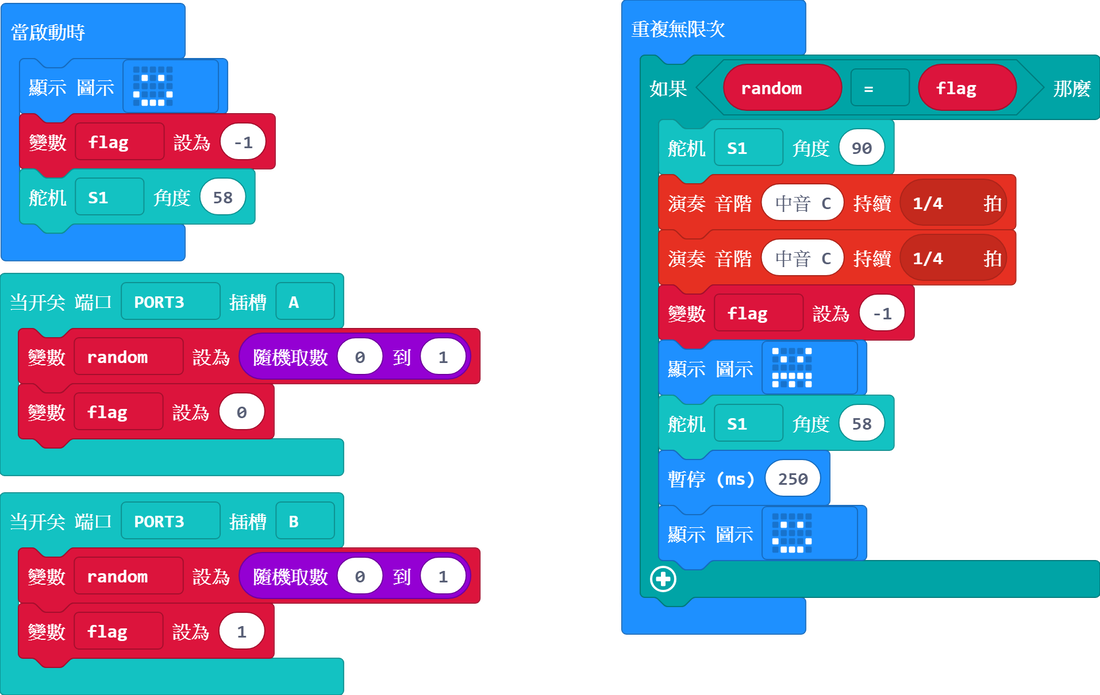 當啟動時
顯示 圖示
變數 flag 設為 -1
舵机 S1 角度 58
当开关 端口 PORT3 插槽 A
變數 random 設為 隨機取數 0 到 1
變數 flag 設為 0
当开关 端口 PORT3 插槽 B
變數 random 設為 隨機取數 0 到 1
變數 flag 設為 1
重複無限次
如果 random = flag 那麼
舵机 S1 角度 90
演奏 音階 中音 C 持續 1/4 拍
演奏 音階 中音 C 持續 1/4 拍
變數 flag 設為 -1
顯示 圖示
舵机 S1 角度 58
暫停 (ms) 250
顯示 圖示